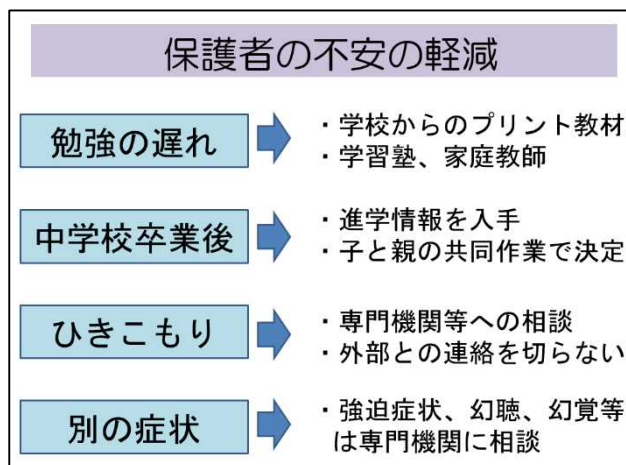 保護者の不安の軽減
勉強の遅れ
・学校からのプリント教材
・学習塾、家庭教師
中学校卒業後
・進学情報を入手
・子と親の共同作業で決定
ひきこもり
・専門機関等への相談
・外部との連絡を切らない
別の症状
・強迫症状、幻聴、幻覚等
は専門機関に相談